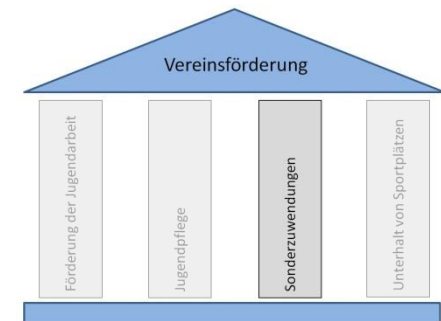 Vereinsförderung
Förderung der Jugendarbeit
Jugendpflege
Sonderzuwendungen
Unterhalt von Sportplätzen